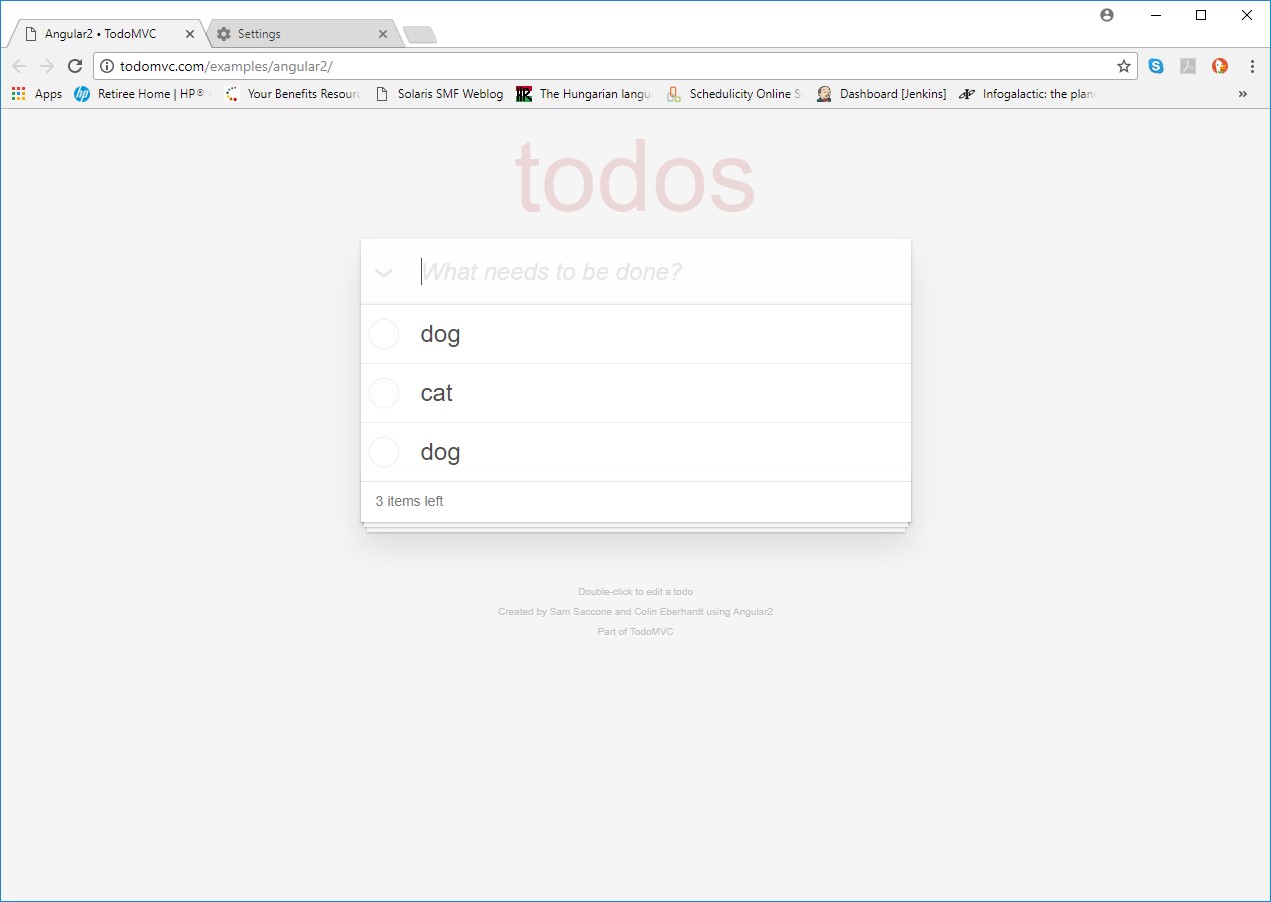 Angular2 • TodoMVC
Settings
todomvc.com/examples/angular2/
Apps
Retiree Home | HP®
Your Benefits Resourc
Solaris SMF Weblog
The Hungarian langu
Schedulicity Online S
Dashboard [Jenkins]
Infogalactic: the plan
todos
What needs to be done?
dog
cat
dog
3 items left
Double-click to edit a todo
Created by Sam Saccone and Colin Eberhardt using Angular2
Part of TodoMVC